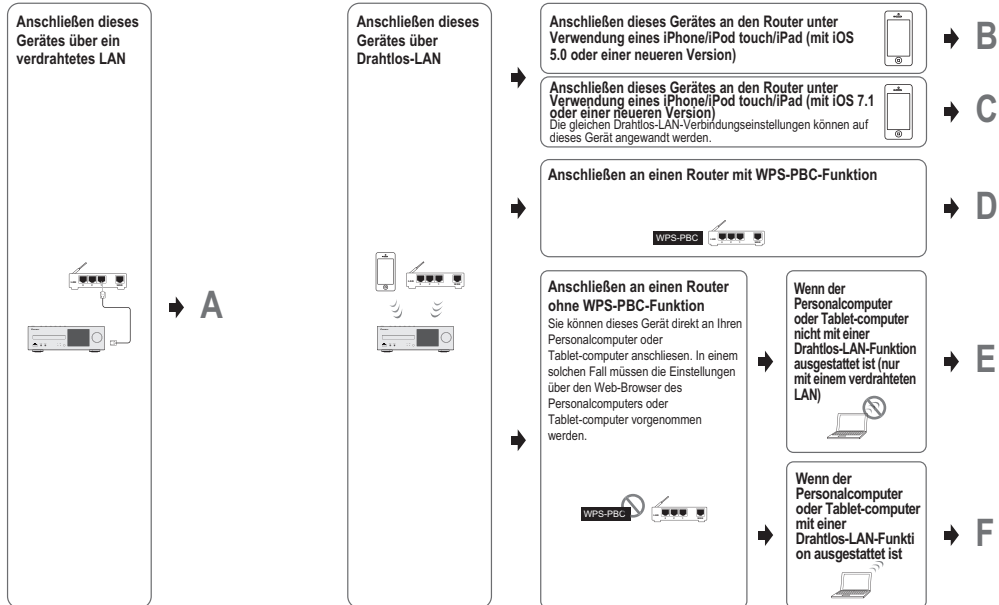 Anschließen dieses
Gerätes über ein
verdrahtetes LAN
A
Anschließen dieses
Gerätes über
Drahtlos-LAN
Anschließen dieses Gerätes an den Router unter
Verwendung eines iPhone/iPod touch/iPad (mit iOS
5.0 oder einer neueren Version)
B
Anschließen dieses Gerätes an den Router unter
Verwendung eines iPhone/iPod touch/iPad (mit iOS 7.1
oder einer neueren Version)
Die gleichen Drahtlos-LAN-Verbindungseinstellungen können auf
dieses Gerät angewandt werden.
C
Anschließen an einen Router mit WPS-PBC-Funktion
WPS-PBC
D
Anschließen an einen Router
ohne WPS-PBC-Funktion
Sie können dieses Gerät direkt an Ihren
Personalcomputer oder
Tablet-computer anschliesen. In einem
solchen Fall müssen die Einstellungen
über den Web-Browser des
Personalcomputers oder
Tablet-computer vorgenommen
werden.
WPS-PBC
Wenn der
Personalcomputer
oder Tablet-computer
nicht mit einer
Drahtlos-LAN-Funktion
ausgestattet ist (nur
mit einem verdrahteten
LAN)
E
Wenn der
Personalcomputer
oder Tablet-computer
mit einer
Drahtlos-LAN-Funkti
on ausgestattet ist
F